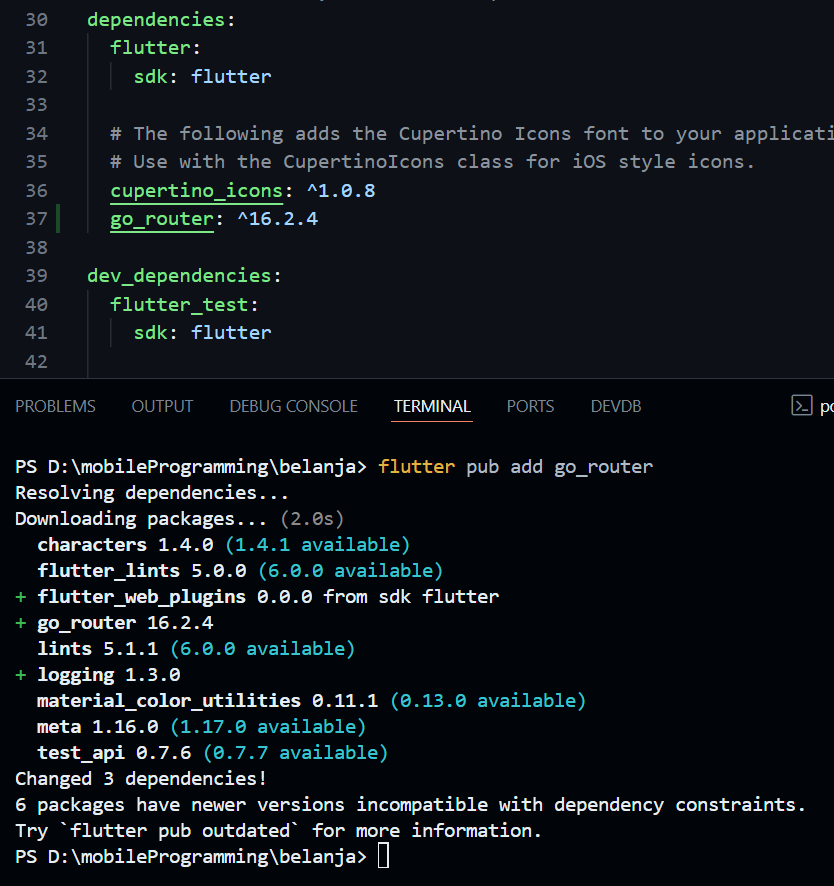 30 dependencies:
31 flutter:
32 sdk: flutter
33
34 # The following adds the Cupertino Icons font to your applicati
35 # Use with the CupertinoIcons class for iOS style icons.
36 cupertino_icons: ^1.0.8
37 go_router: ^16.2.4
38
39 dev_dependencies:
40 flutter_test:
41 sdk: flutter
42
PROBLEMS OUTPUT DEBUG CONSOLE TERMINAL PORTS DEVDB po
PS D:\mobileProgramming\belanja> flutter pub add go_router
Resolving dependencies...
Downloading packages... (2.0s)
characters 1.4.0 (1.4.1 available)
flutter_lints 5.0.0 (6.0.0 available)
+ flutter_web_plugins 0.0.0 from sdk flutter
+ go_router 16.2.4
lints 5.1.1 (6.0.0 available)
+ logging 1.3.0
material_color_utilities 0.11.1 (0.13.0 available)
meta 1.16.0 (1.17.0 available)
test_api 0.7.6 (0.7.7 available)
Changed 3 dependencies!
6 packages have newer versions incompatible with dependency constraints.
Try `flutter pub outdated` for more information.
PS D:\mobileProgramming\belanja>